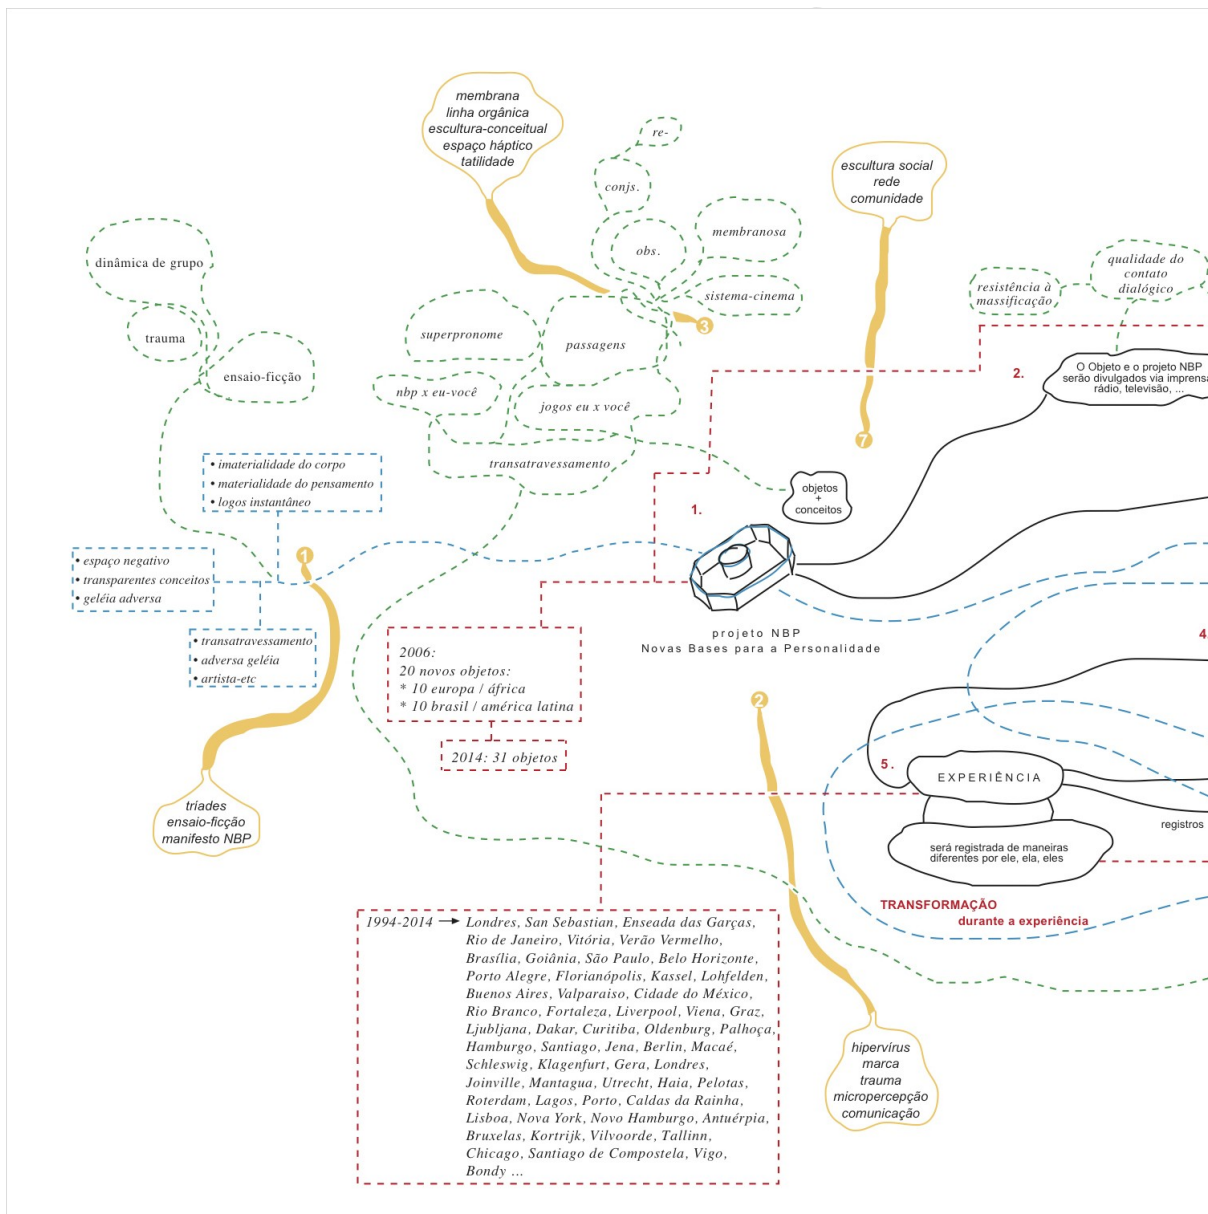 membrana
linha orgânica
escultura-conceitual
espaço háptico
tatilidade
re-
conjs.
obs.
membranosa
sistema-cinema
3
escultura social
rede
comunidade
7
qualidade do
contato
dialógico
resistência à
massificação
dinâmica de grupo
trauma
ensaio-ficção
superpronome
passagens
nbp x eu-você
jogos eu x você
transatravessamento
2.
O Objeto e o projeto NBP
serão divulgados via imprensa
rádio, televisão, ...
• imaterialidade do corpo
• materialidade do pensamento
• logos instantâneo
1
• espaço negativo
• transparentes conceitos
• geléia adversa
• transatravessamento
• adversa geléia
• artista-etc
tríades
ensaio-ficção
manifesto NBP
1.
objetos
+
conceitos
projeto NBP
Novas Bases para a Personalidade
2006:
20 novos objetos:
* 10 europa / áfrica
* 10 brasil / américa latina
2014: 31 objetos
2
4
5.
EXPERIÊNCIA
registros
será registrada de maneiras
diferentes por ele, ela, eles
TRANSFORMAÇÃO
durante a experiência
1994-2014 → Londres, San Sebastian, Enseada das Garças,
Rio de Janeiro, Vitória, Verão Vermelho,
Brasília, Goiânia, São Paulo, Belo Horizonte,
Porto Alegre, Florianópolis, Kassel, Lohfelden,
Buenos Aires, Valparaiso, Cidade do México,
Rio Branco, Fortaleza, Liverpool, Viena, Graz,
Ljubljana, Dakar, Curitiba, Oldenburg, Palhoça,
Hamburgo, Santiago, Jena, Berlin, Macaé,
Schleswig, Klagenfurt, Gera, Londres,
Joinville, Mantagua, Utrecht, Haia, Pelotas,
Roterdam, Lagos, Porto, Caldas da Rainha,
Lisboa, Nova York, Novo Hamburgo, Antuérpia,
Bruxelas, Kortrijk, Vilvoorde, Tallinn,
Chicago, Santiago de Compostela, Vigo,
Bondy ...
hipervírus
marca
trauma
micropercepção
comunicação